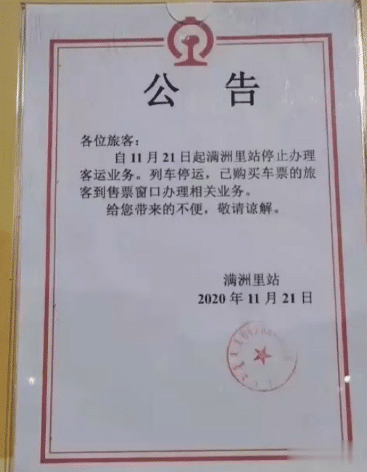 公告
各位旅客：
自11月21日起满洲里站停止办理
客运业务。列车停运，已购买车票的旅
客到售票窗口办理相关业务。
给您带来的不便，敬请谅解。
满洲里站
2020年11月21日